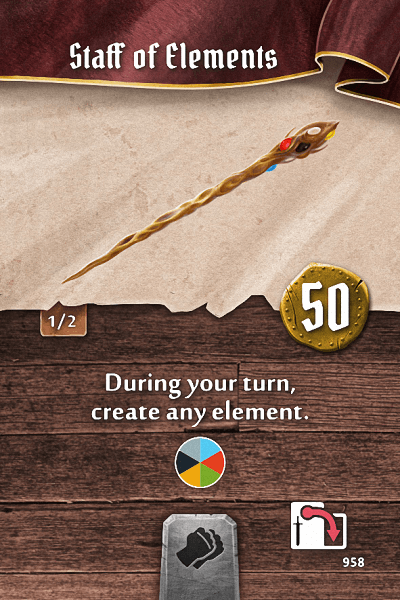 Staff of Elements
50
1/2
During your turn,
create any element.
958